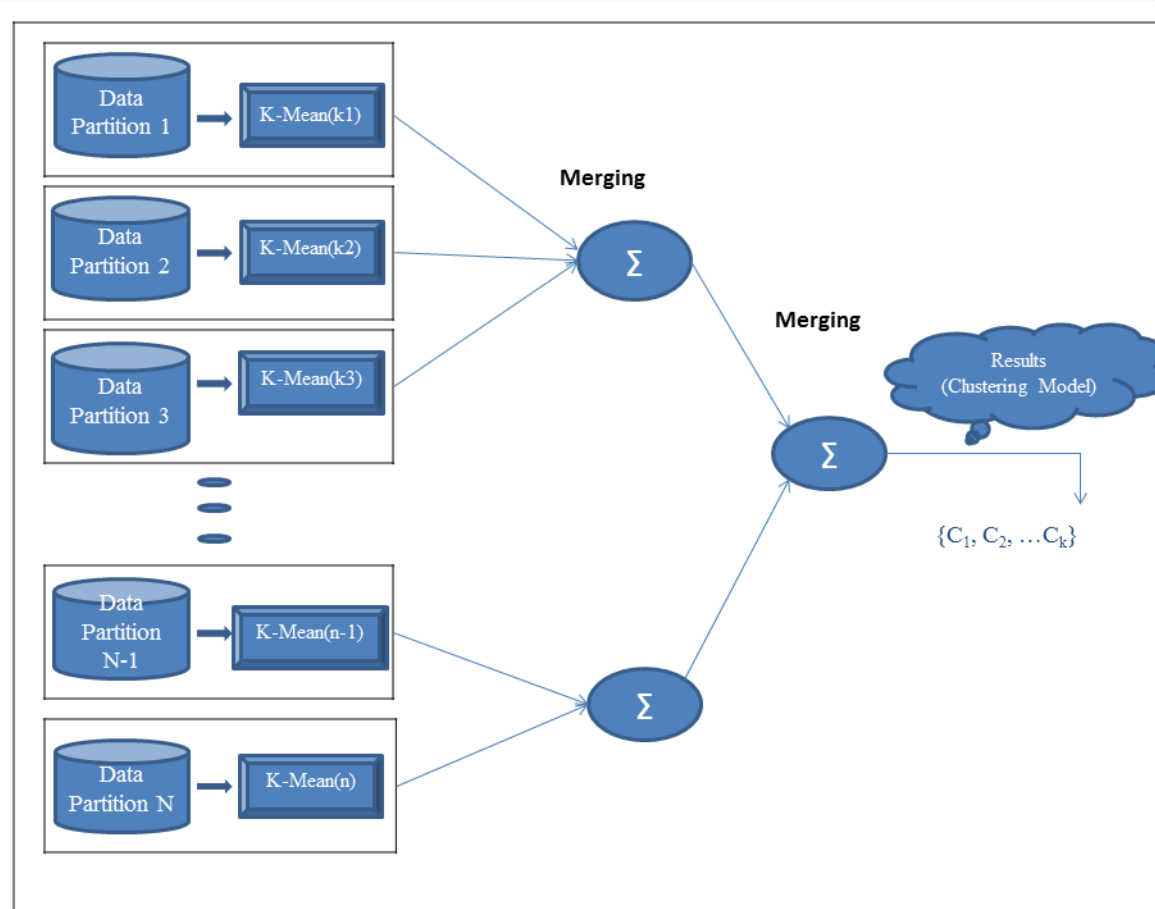 Data
Partition 1
K-Mean(k1)
Merging
Data
Partition 2
K-Mean(k2)
Σ
Data
Partition 3
K-Mean(k3)
Merging
Results
(Clustering Model)
Σ
{C₁, C₂, …Cₖ}
Data
Partition
N-1
K-Mean(n-1)
Σ
Data
Partition N
K-Mean(n)